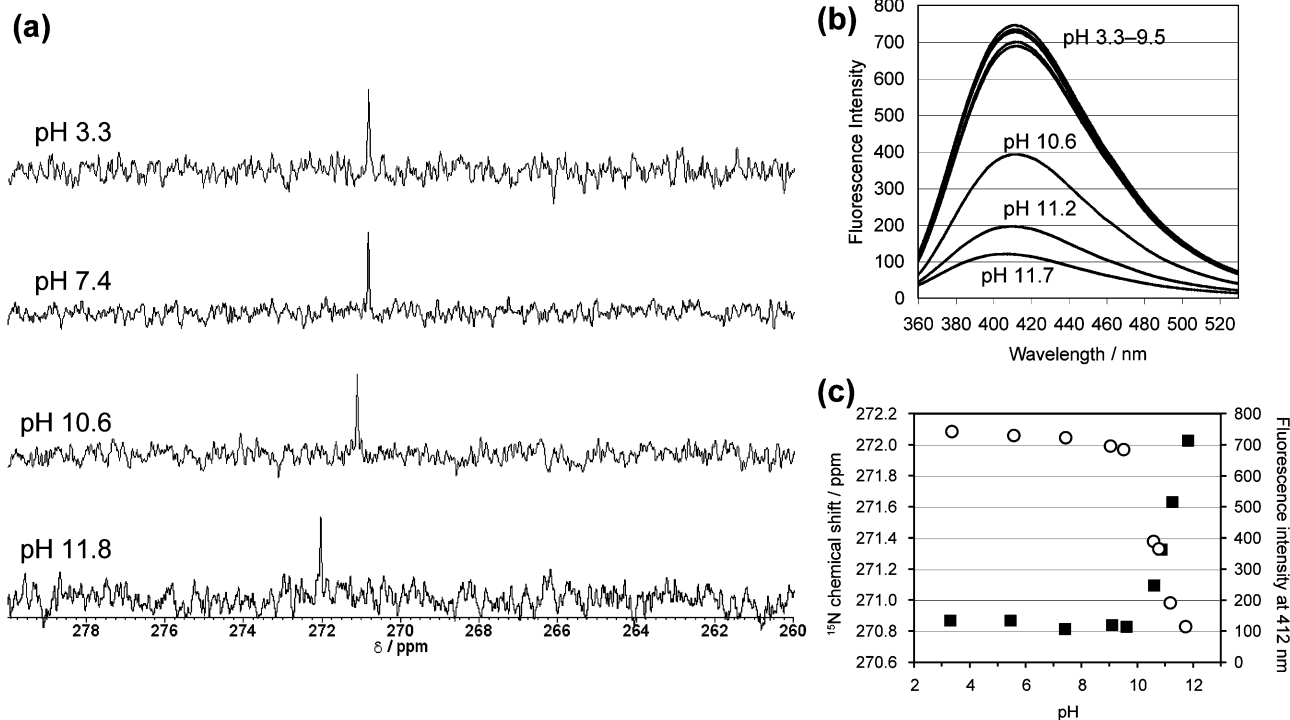 (a)
pH 3.3
pH 7.4
pH 10.6
pH 11.8
278 276 274 272 270 268 266 264 262 260
δ / ppm
(b)
Fluorescence Intensity
800
700
600
500
400
300
200
100
0
pH 3.3–9.5
pH 10.6
pH 11.2
pH 11.7
360 380 400 420 440 460 480 500 520
Wavelength / nm
(c)
¹⁵N chemical shift / ppm
272.2
272.0
271.8
271.6
271.4
271.2
271.0
270.8
270.6
2 4 6 8 10 12
pH
800
700
600
500
400
300
200
100
0
Fluorescence intensity at 412 nm